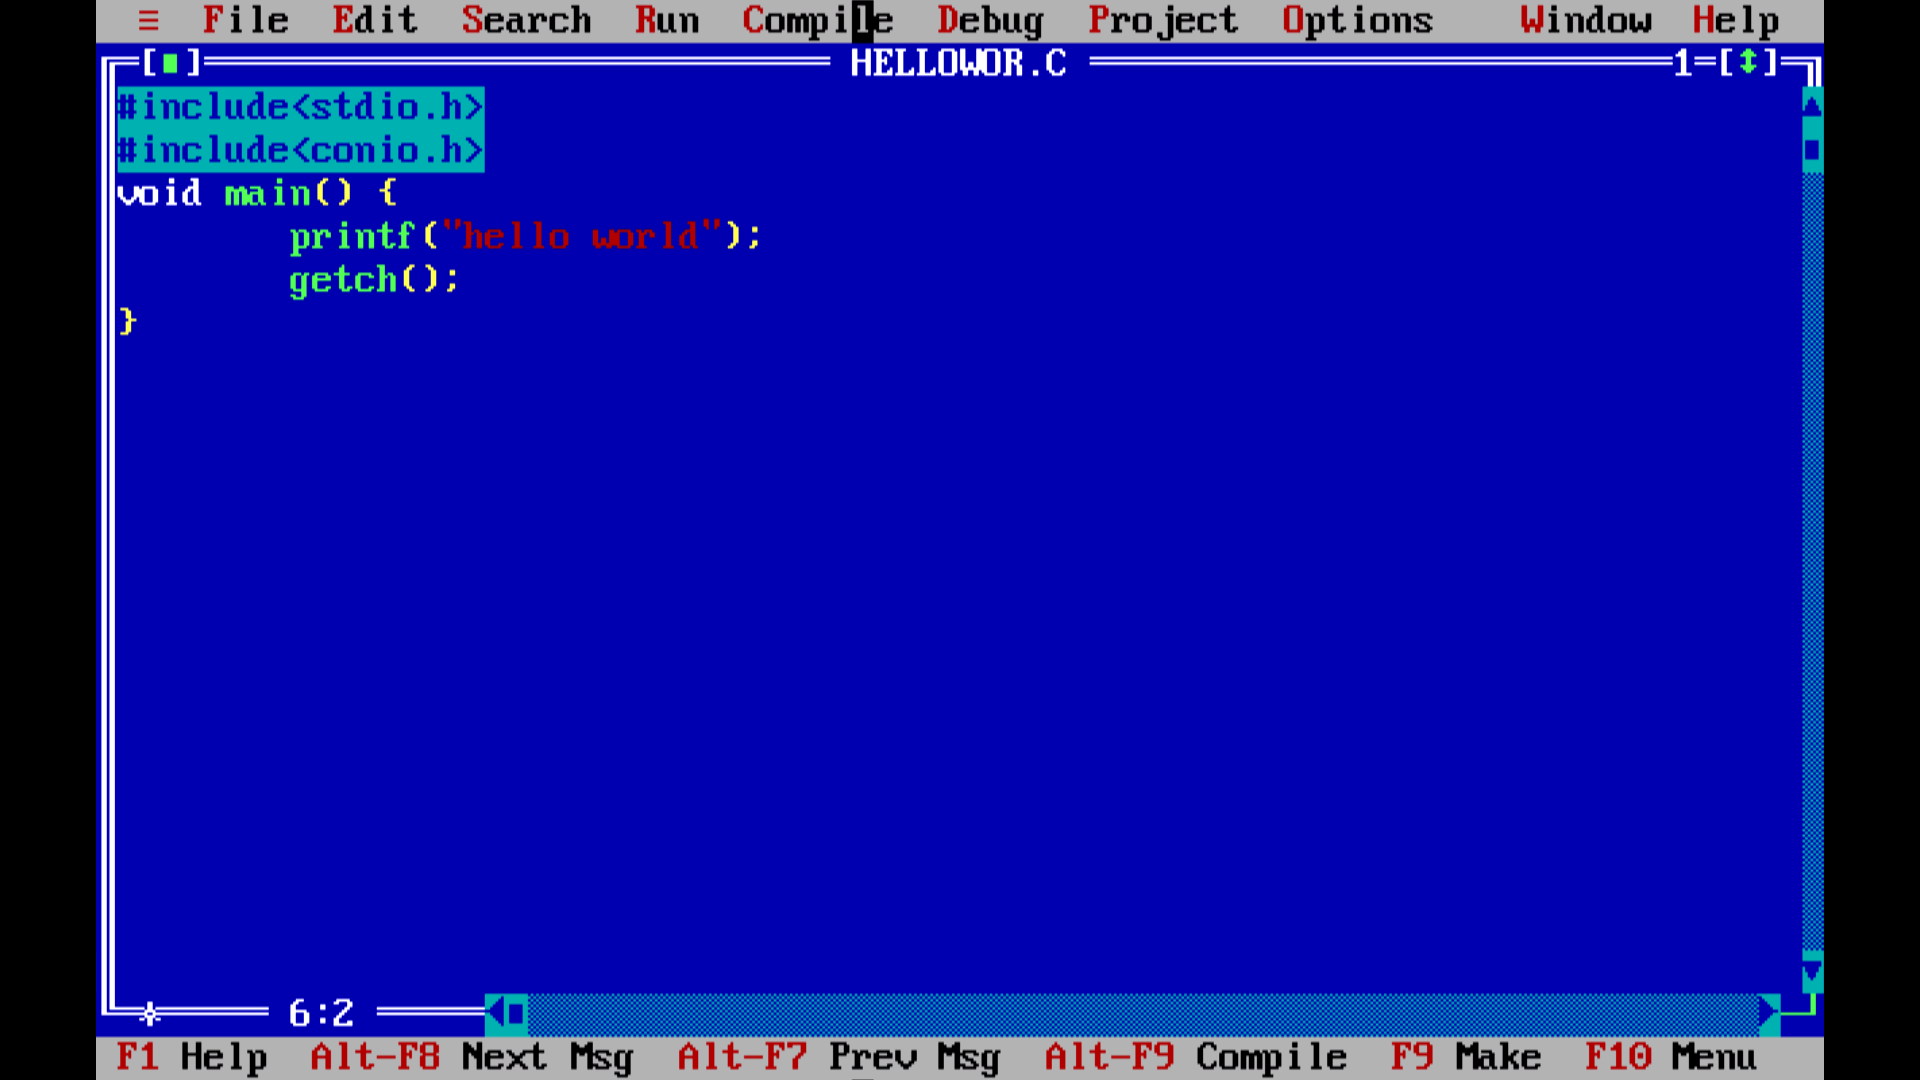 ≡ File Edit Search Run Compile Debug Project Options Window Help
[■] HELLOWOR.C 1=[↕]
#include<stdio.h>
#include<conio.h>
void main() {
printf("hello world");
getch();
}
6:2
F1 Help Alt-F8 Next Msg Alt-F7 Prev Msg Alt-F9 Compile F9 Make F10 Menu